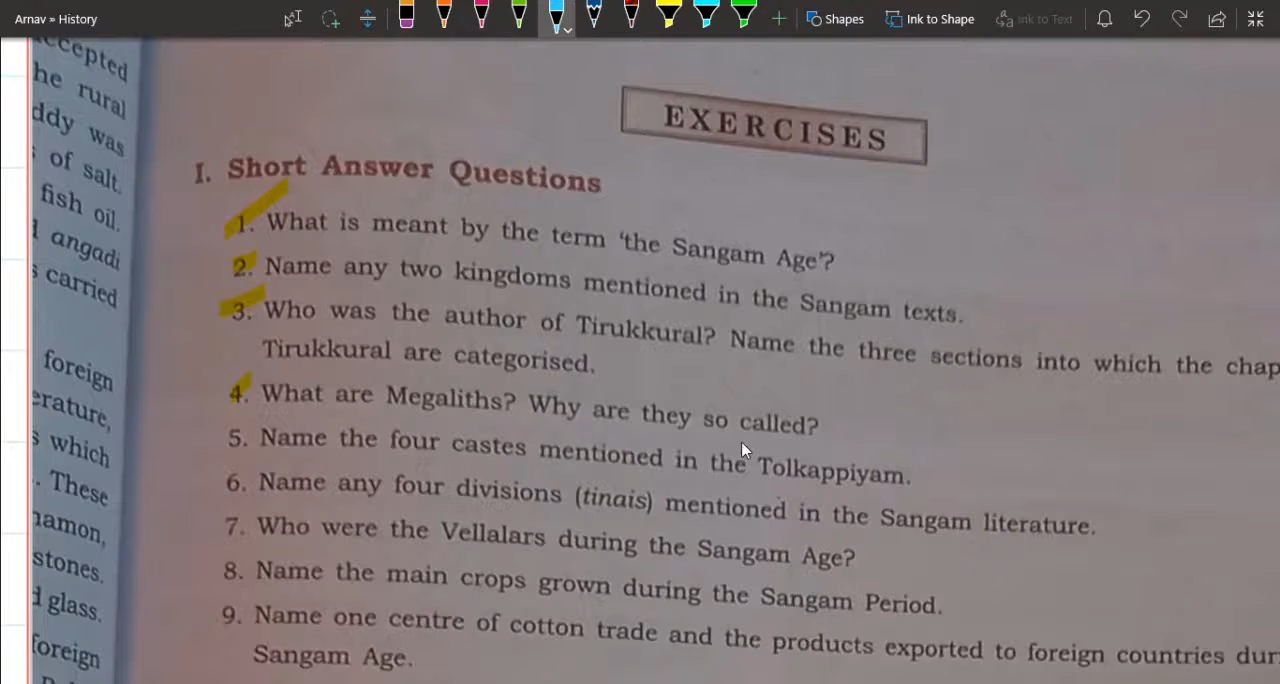 Arnav » History
Shapes
Ink to Shape
Ink to Text
ccepted
he rural
ddy was
of salt.
fish oil.
angadi
carried
foreign
erature,
s which
. These
namon,
stones.
d glass.
foreign
EXERCISES
I. Short Answer Questions
1. What is meant by the term ‘the Sangam Age’?
2. Name any two kingdoms mentioned in the Sangam texts.
3. Who was the author of Tirukkural? Name the three sections into which the chap
Tirukkural are categorised.
4. What are Megaliths? Why are they so called?
5. Name the four castes mentioned in the Tolkappiyam.
6. Name any four divisions (tinais) mentioned in the Sangam literature.
7. Who were the Vellalars during the Sangam Age?
8. Name the main crops grown during the Sangam Period.
9. Name one centre of cotton trade and the products exported to foreign countries dur
Sangam Age.